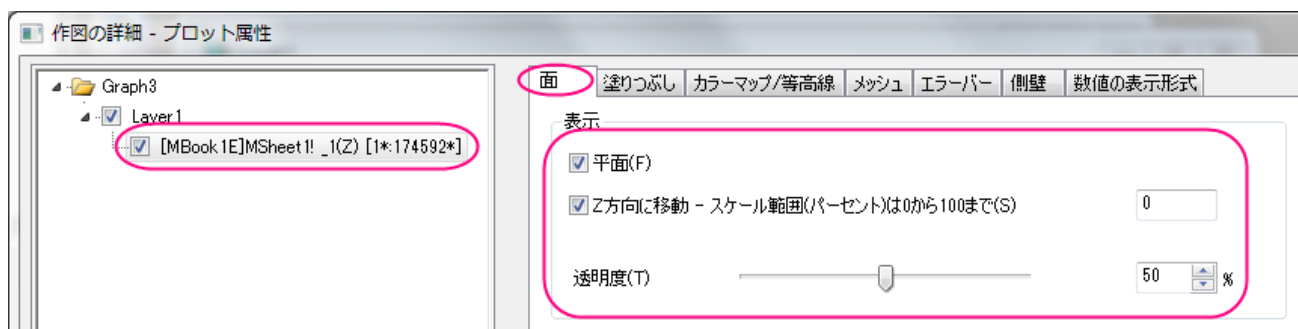 作図の詳細 - プロット属性
Graph3
Layer1
[MBook1E]MSheet1! _1(Z) [1*:174592*]
面 塗りつぶし カラーマップ/等高線 メッシュ エラーバー 側壁 数値の表示形式
表示
平面(F)
Z方向に移動 - スケール範囲(パーセント)は0から100まで(S) 0
透明度(T) 50 %